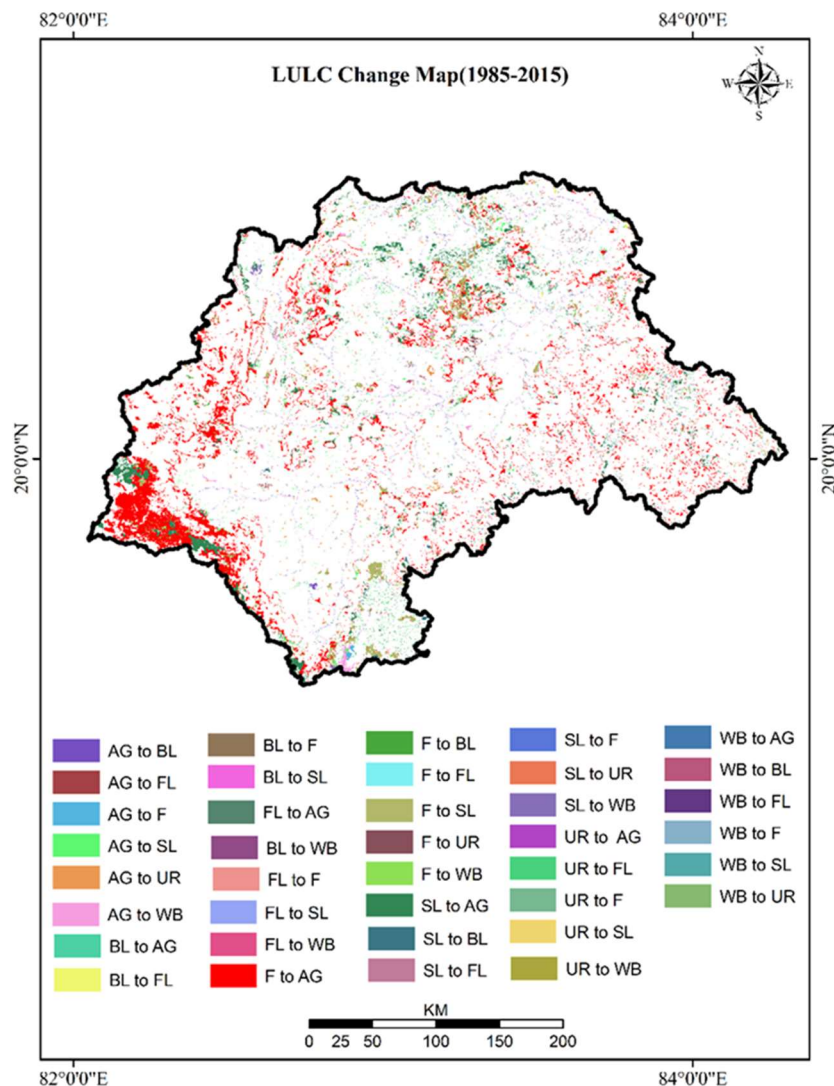 82°0'0"E 84°0'0"E
LULC Change Map(1985-2015)
N
W E
S
20°0'0"N 20°0'0"N
AG to BL
AG to FL
AG to F
AG to SL
AG to UR
AG to WB
BL to AG
BL to FL
BL to F
BL to SL
FL to AG
BL to WB
FL to F
FL to SL
FL to WB
F to AG
F to BL
F to FL
F to SL
F to UR
F to WB
SL to AG
SL to BL
SL to FL
SL to F
SL to UR
SL to WB
UR to AG
UR to FL
UR to F
UR to SL
UR to WB
WB to AG
WB to BL
WB to FL
WB to F
WB to SL
WB to UR
KM
0 25 50 100 150 200
82°0'0"E 84°0'0"E